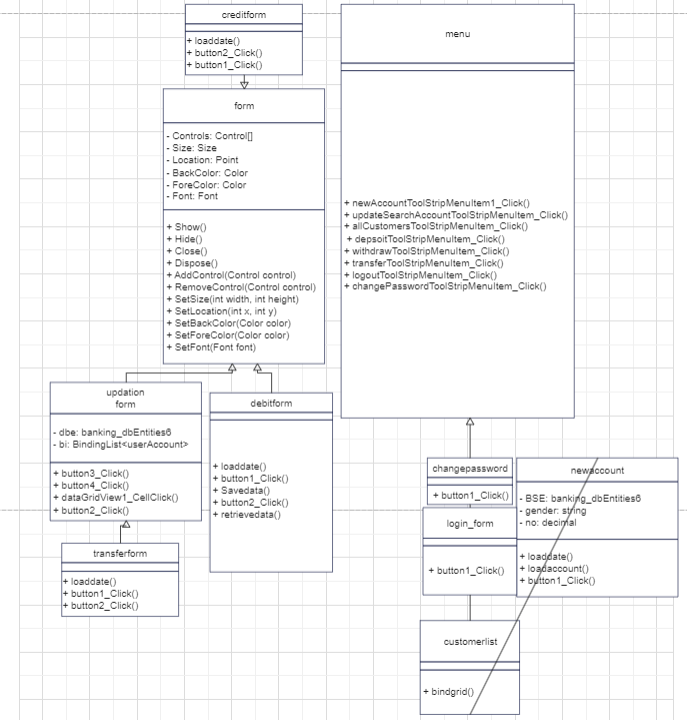 creditform
+ loaddate()
+ button2_Click()
+ button1_Click()
form
- Controls: Control[]
- Size: Size
- Location: Point
- BackColor: Color
- ForeColor: Color
- Font: Font
+ Show()
+ Hide()
+ Close()
+ Dispose()
+ AddControl(Control control)
+ RemoveControl(Control control)
+ SetSize(int width, int height)
+ SetLocation(int x, int y)
+ SetBackColor(Color color)
+ SetForeColor(Color color)
+ SetFont(Font font)
menu
+ newAccountToolStripMenuItem1_Click()
+ updateSearchAccountToolStripMenuItem_Click()
+ allCustomersToolStripMenuItem_Click()
+ depsoitToolStripMenuItem_Click()
+ withdrawToolStripMenuItem_Click()
+ transferToolStripMenuItem_Click()
+ logoutToolStripMenuItem_Click()
+ changePasswordToolStripMenuItem_Click()
updation
form
- dbe: banking_dbEntities6
- bi: BindingList<userAccount>
+ button3_Click()
+ button4_Click()
+ dataGridView1_CellClick()
+ button2_Click()
debitform
+ loaddate()
+ button1_Click()
+ Savedata()
+ button2_Click()
+ retrievedata()
transferform
+ loaddate()
+ button1_Click()
+ button2_Click()
changepassword
+ button1_Click()
login_form
+ button1_Click()
newaccount
- BSE: banking_dbEntities6
- gender: string
- no: decimal
+ loaddate()
+ loadaccount()
+ button1_Click()
customerlist
+ bindgrid()